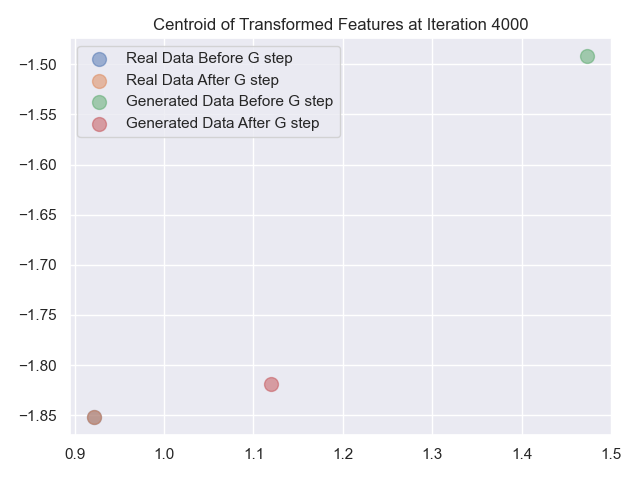 Centroid of Transformed Features at Iteration 4000
Real Data Before G step
Real Data After G step
Generated Data Before G step
Generated Data After G step
−1.50
−1.55
−1.60
−1.65
−1.70
−1.75
−1.80
−1.85
0.9 1.0 1.1 1.2 1.3 1.4 1.5